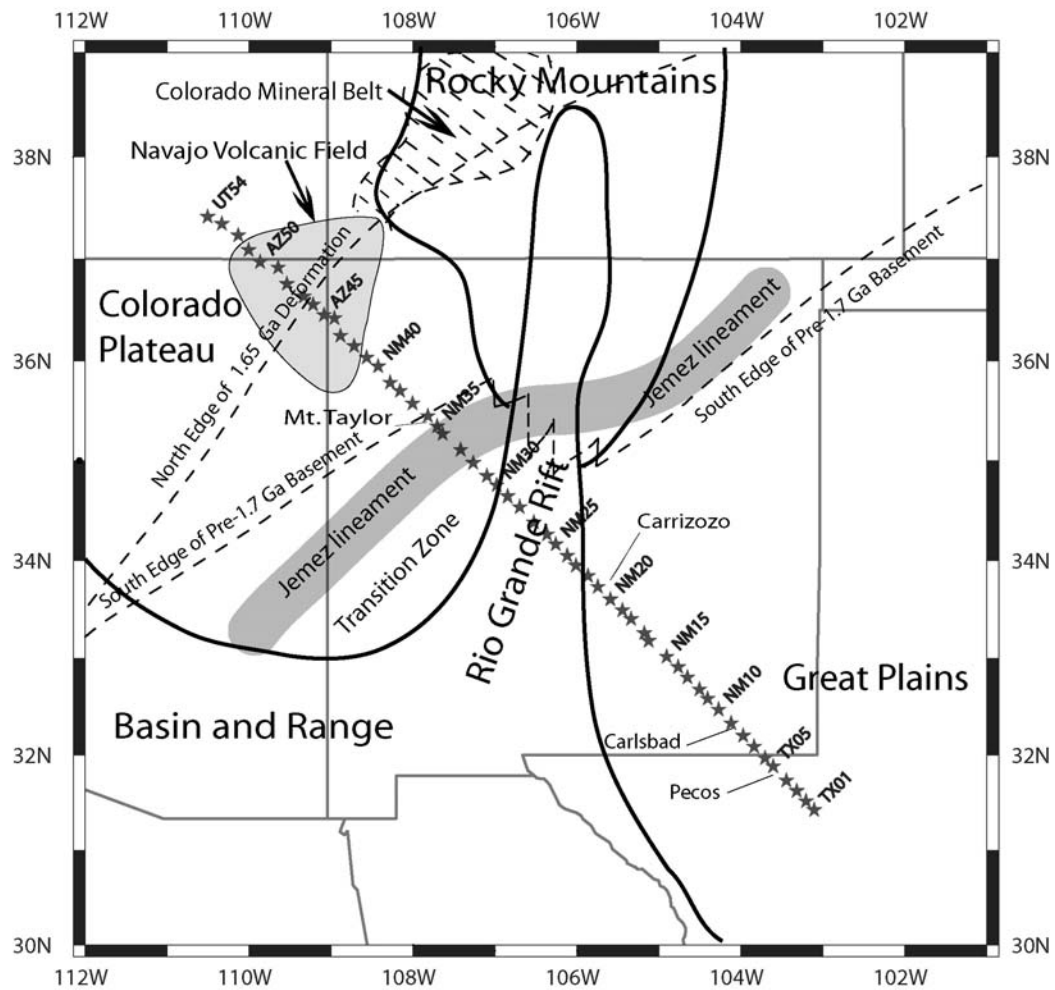 112W 110W 108W 106W 104W 102W
Rocky Mountains
Colorado Mineral Belt
38N 38N
Navajo Volcanic Field
UT54
AZ50
AZ45
Colorado
Plateau
North Edge of 1.65 Ga Deformation
36N 36N
NM40
Jemez lineament
South Edge of Pre-1.7 Ga Basement
Mt.Taylor
NM35
NM30
South Edge of Pre-1.7 Ga Basement
Jemez lineament
Transition Zone
Rio Grande Rift
NM25
Carrizozo
34N 34N
NM20
NM15
NM10
Great Plains
Basin and Range
Carlsbad
32N 32N
TX05
Pecos
TX01
30N 30N
112W 110W 108W 106W 104W 102W